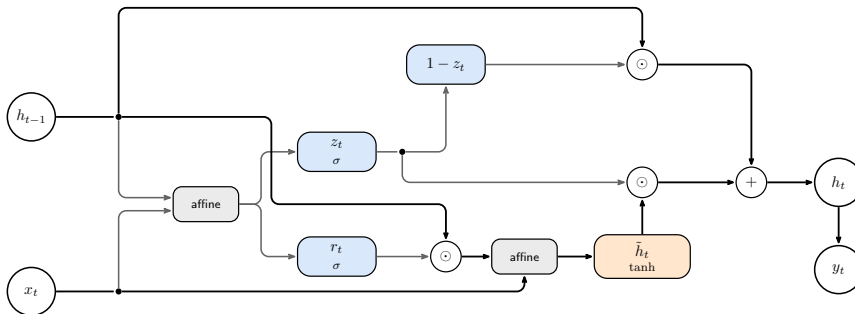 1 − z_t
⊙
h_{t−1}
z_t
σ
⊙
+
h_t
affine
r_t
σ
⊙
affine
h̃_t
tanh
x_t
y_t